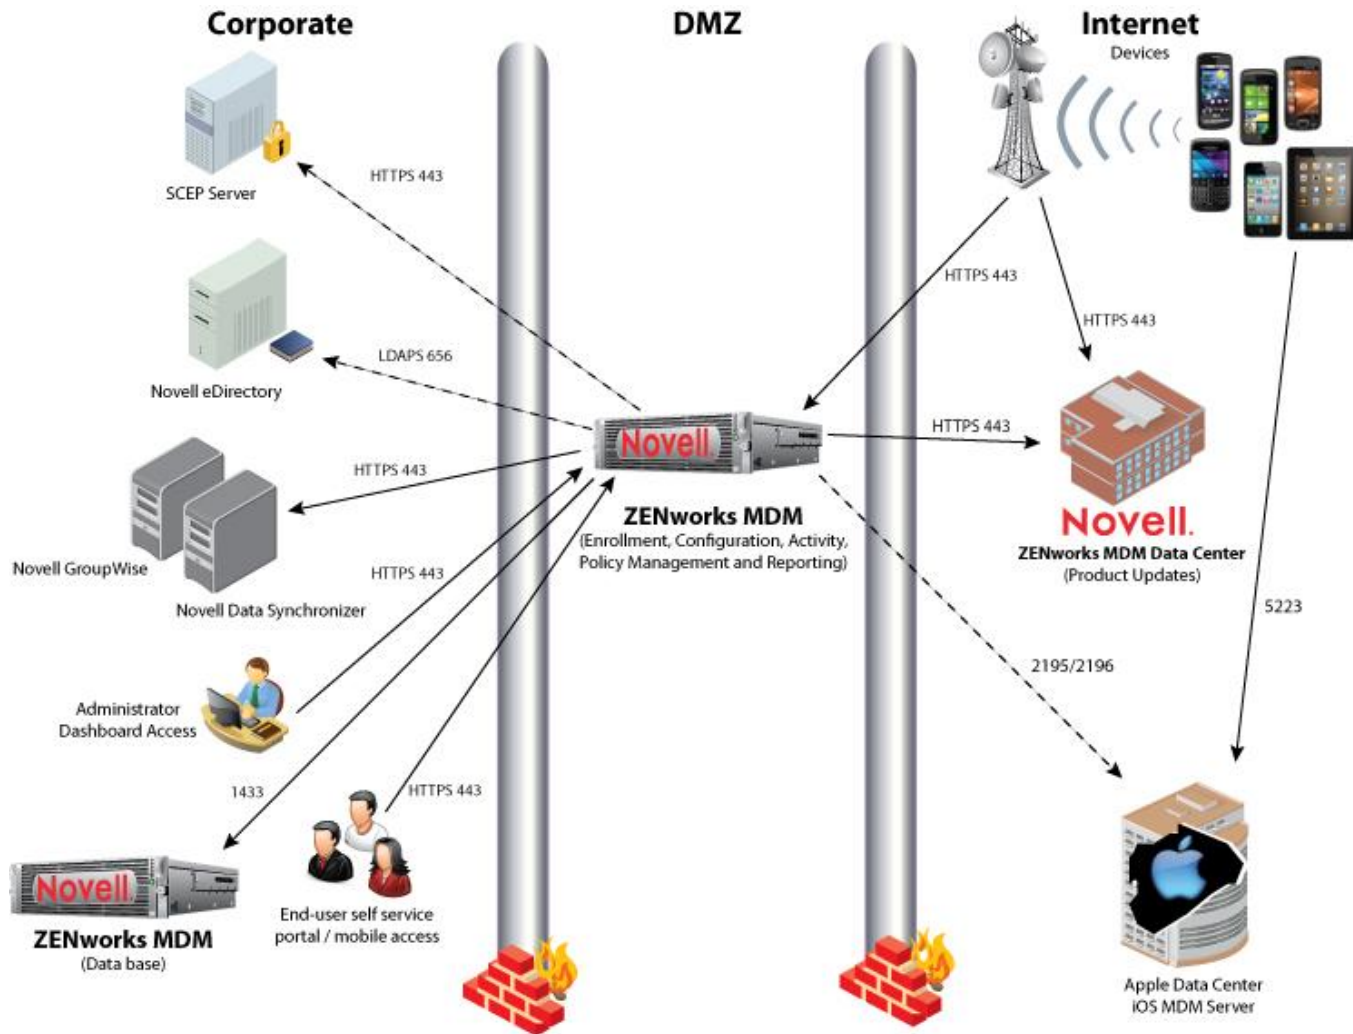 Corporate
DMZ
Internet
Devices
HTTPS 443
SCEP Server
HTTPS 443
HTTPS 443
LDAPS 656
Novell eDirectory
Novell
HTTPS 443
HTTPS 443
Novell.
ZENworks MDM
(Enrollment, Configuration, Activity,
Policy Management and Reporting)
ZENworks MDM Data Center
(Product Updates)
Novell GroupWise
HTTPS 443
Novell Data Synchronizer
5223
2195/2196
Administrator
Dashboard Access
1433
HTTPS 443
Novell
ZENworks MDM
(Data base)
End-user self service
portal / mobile access
Apple Data Center
iOS MDM Server